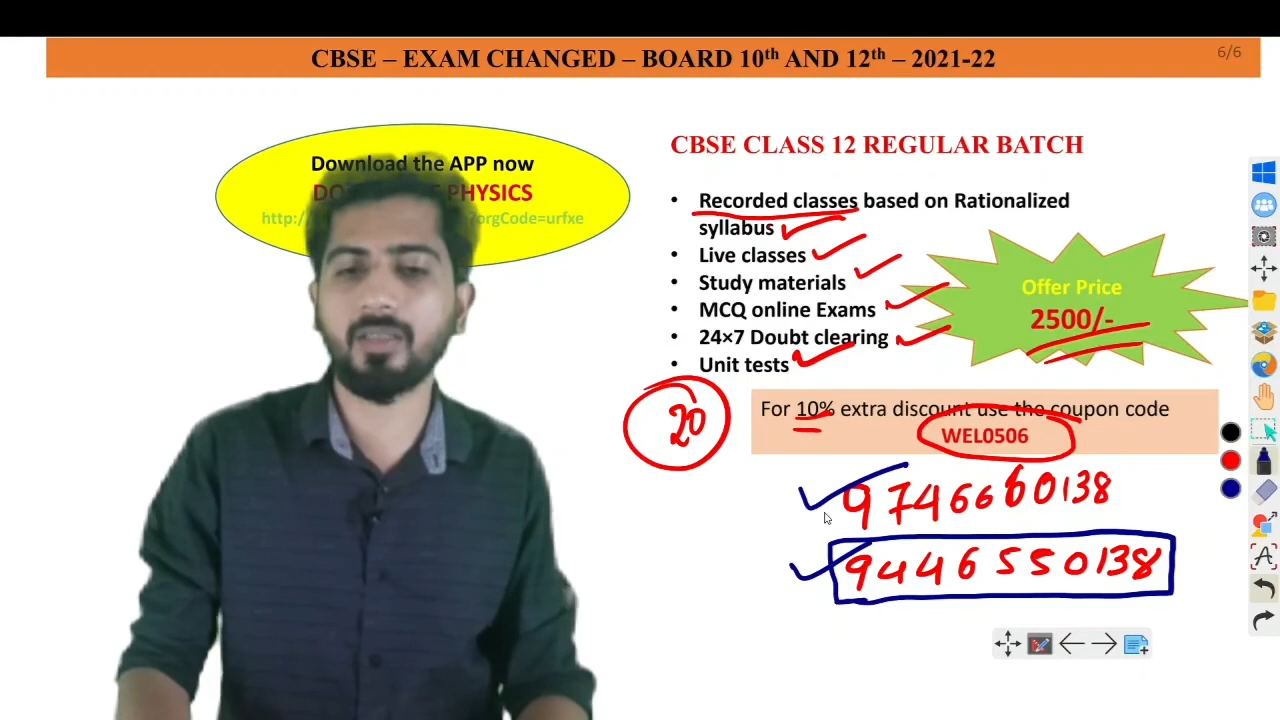 CBSE – EXAM CHANGED – BOARD 10th AND 12th – 2021-22
6/6
Download the APP now
PHYSICS
?orgCode=urfxe
CBSE CLASS 12 REGULAR BATCH
• Recorded classes based on Rationalized
syllabus
• Live classes
• Study materials
• MCQ online Exams
• 24×7 Doubt clearing
• Unit tests
Offer Price
2500/-
20
For 10% extra discount use the coupon code
WEL0506
9746660138
9446550138